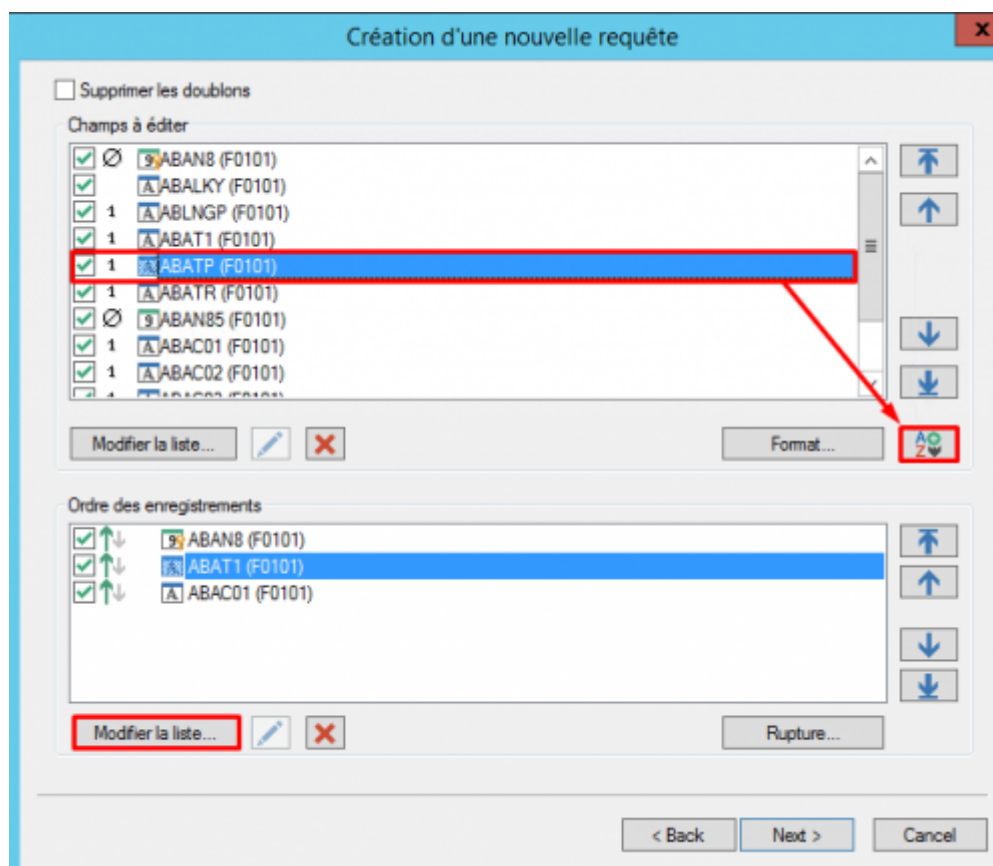 Création d'une nouvelle requête
Supprimer les doublons
Champs à éditer
ABAN8 (F0101)
ABALKY (F0101)
1 ABLNGP (F0101)
1 ABAT1 (F0101)
1 ABATP (F0101)
1 ABATR (F0101)
ABAN85 (F0101)
1 ABAC01 (F0101)
1 ABAC02 (F0101)
Modifier la liste...
Format...
Ordre des enregistrements
ABAN8 (F0101)
ABAT1 (F0101)
ABAC01 (F0101)
Modifier la liste...
Rupture...
< Back
Next >
Cancel